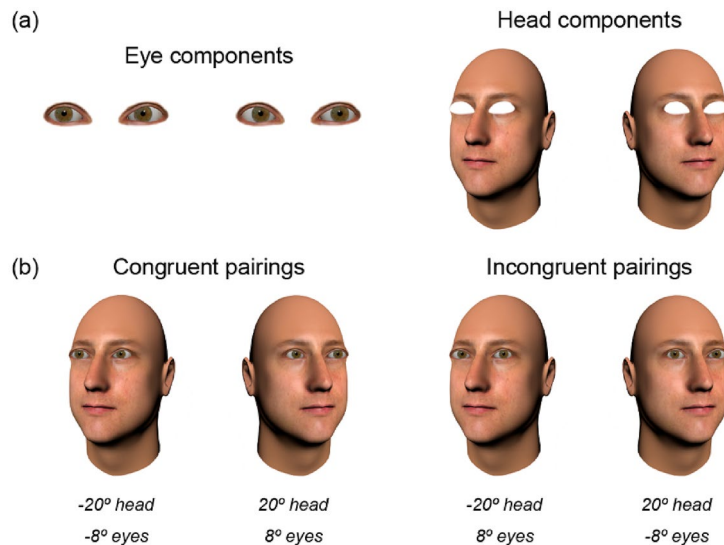 (a)
Head components
Eye components
(b)
Congruent pairings
Incongruent pairings
-20º head
20º head
-20º head
20º head
-8º eyes
8º eyes
8º eyes
-8º eyes